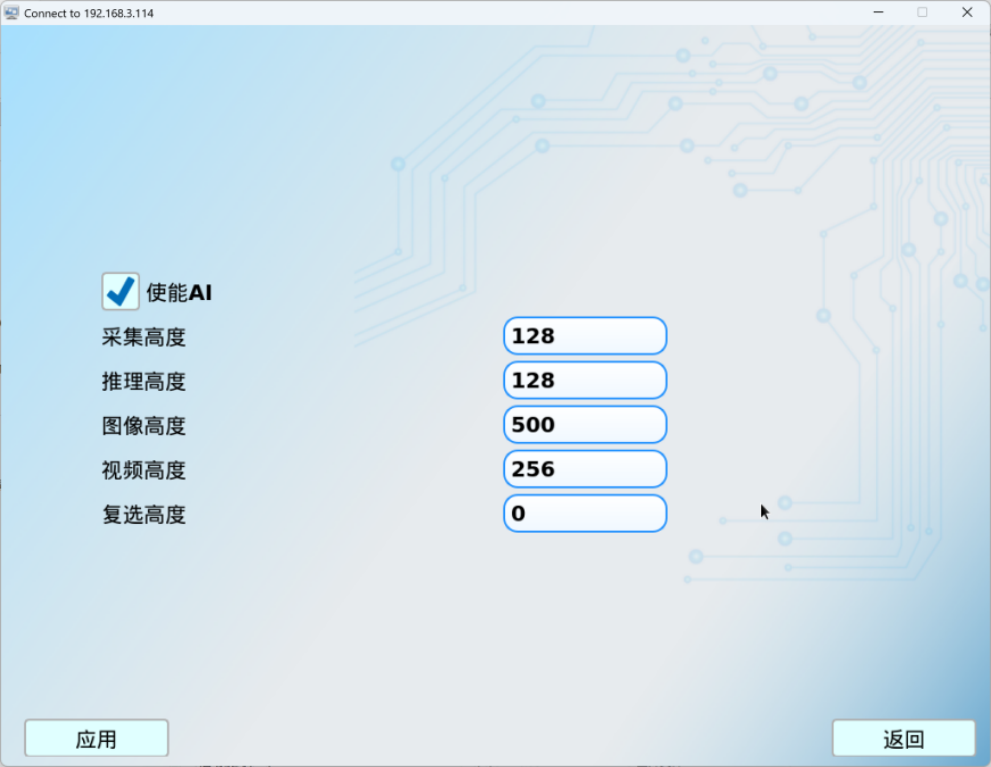 Connect to 192.168.3.114
使能AI
采集高度 128
推理高度 128
图像高度 500
视频高度 256
复选高度 0
应用 返回